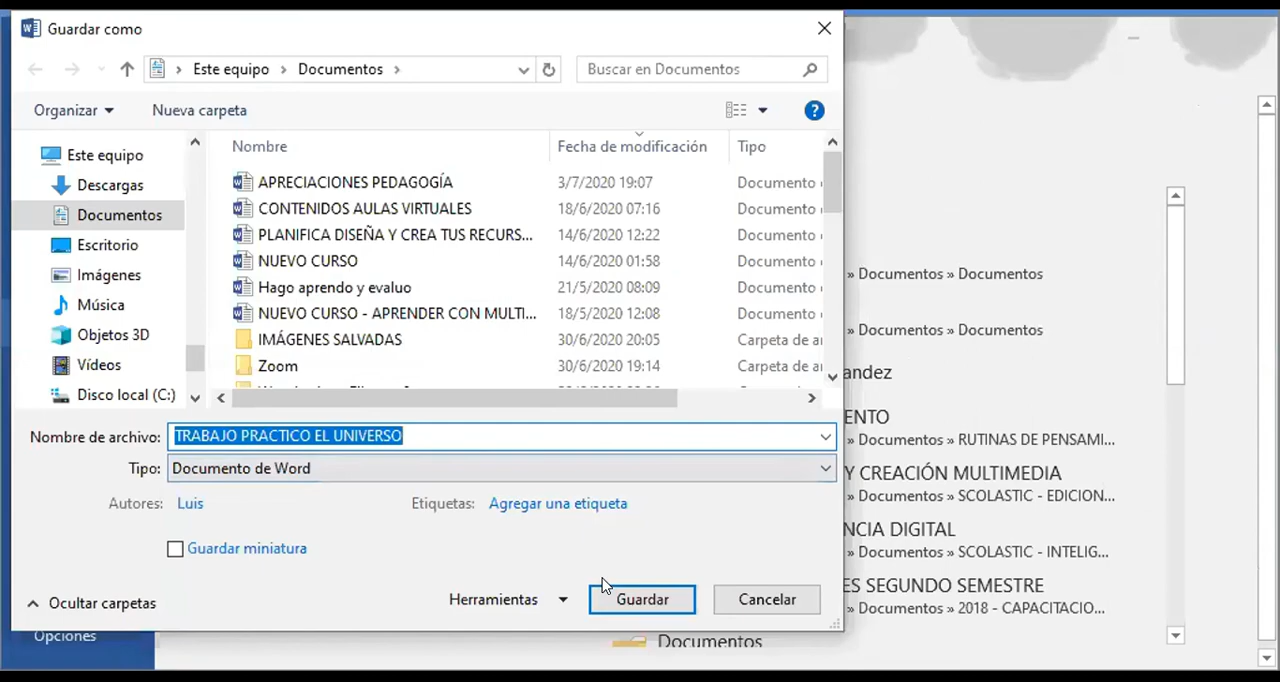 Guardar como
Este equipo › Documentos ›
Buscar en Documentos
Organizar
Nueva carpeta
Este equipo
Descargas
Documentos
Escritorio
Imágenes
Música
Objetos 3D
Vídeos
Disco local (C:)
Nombre Fecha de modificación Tipo
APRECIACIONES PEDAGOGÍA 3/7/2020 19:07 Documento
CONTENIDOS AULAS VIRTUALES 18/6/2020 07:16 Documento
PLANIFICA DISEÑA Y CREA TUS RECURS... 14/6/2020 12:22 Documento
NUEVO CURSO 14/6/2020 01:58 Documento
Hago aprendo y evaluo 21/5/2020 08:09 Documento
NUEVO CURSO - APRENDER CON MULTI... 18/5/2020 12:08 Documento
IMÁGENES SALVADAS 30/6/2020 20:05 Carpeta de a
Zoom 30/6/2020 19:14 Carpeta de a
Nombre de archivo: TRABAJO PRACTICO EL UNIVERSO
Tipo: Documento de Word
Autores: Luis
Etiquetas: Agregar una etiqueta
Guardar miniatura
Ocultar carpetas
Herramientas
Guardar
Cancelar
Opciones
» Documentos » Documentos
» Documentos » Documentos
andez
ENTO
» Documentos » RUTINAS DE PENSAMI...
Y CREACIÓN MULTIMEDIA
» Documentos » SCOLASTIC - EDICION...
NCIA DIGITAL
» Documentos » SCOLASTIC - INTELIG...
ES SEGUNDO SEMESTRE
» Documentos » 2018 - CAPACITACIO...
Documentos